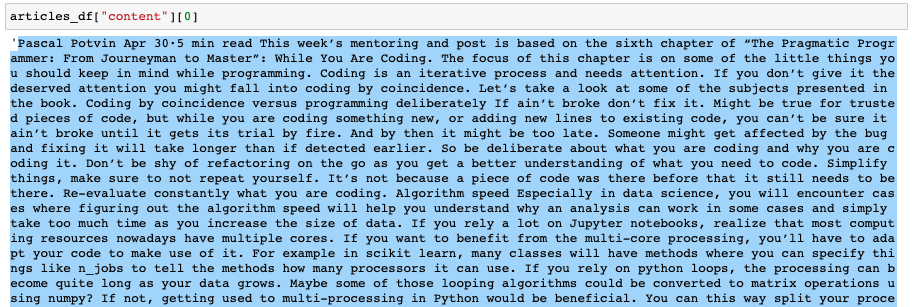 articles_df["content"][0]
'Pascal Potvin Apr 30·5 min read This week’s mentoring and post is based on the sixth chapter of “The Pragmatic Progr
ammer: From Journeyman to Master”: While You Are Coding. The focus of this chapter is on some of the little things yo
u should keep in mind while programming. Coding is an iterative process and needs attention. If you don’t give it the
deserved attention you might fall into coding by coincidence. Let’s take a look at some of the subjects presented in
the book. Coding by coincidence versus programming deliberately If ain’t broke don’t fix it. Might be true for truste
d pieces of code, but while you are coding something new, or adding new lines to existing code, you can’t be sure it
ain’t broke until it gets its trial by fire. And by then it might be too late. Someone might get affected by the bug
and fixing it will take longer than if detected earlier. So be deliberate about what you are coding and why you are c
oding it. Don’t be shy of refactoring on the go as you get a better understanding of what you need to code. Simplify
things, make sure to not repeat yourself. It’s not because a piece of code was there before that it still needs to be
there. Re-evaluate constantly what you are coding. Algorithm speed Especially in data science, you will encounter cas
es where figuring out the algorithm speed will help you understand why an analysis can work in some cases and simply
take too much time as you increase the size of data. If you rely a lot on Jupyter notebooks, realize that most comput
ing resources nowadays have multiple cores. If you want to benefit from the multi-core processing, you’ll have to ada
pt your code to make use of it. For example in scikit learn, many classes will have methods where you can specify thi
ngs like n_jobs to tell the methods how many processors it can use. If you rely on python loops, the processing can b
ecome quite long as your data grows. Maybe some of those looping algorithms could be converted to matrix operations u
sing numpy? If not, getting used to multi-processing in Python would be beneficial. You can this way split your proce